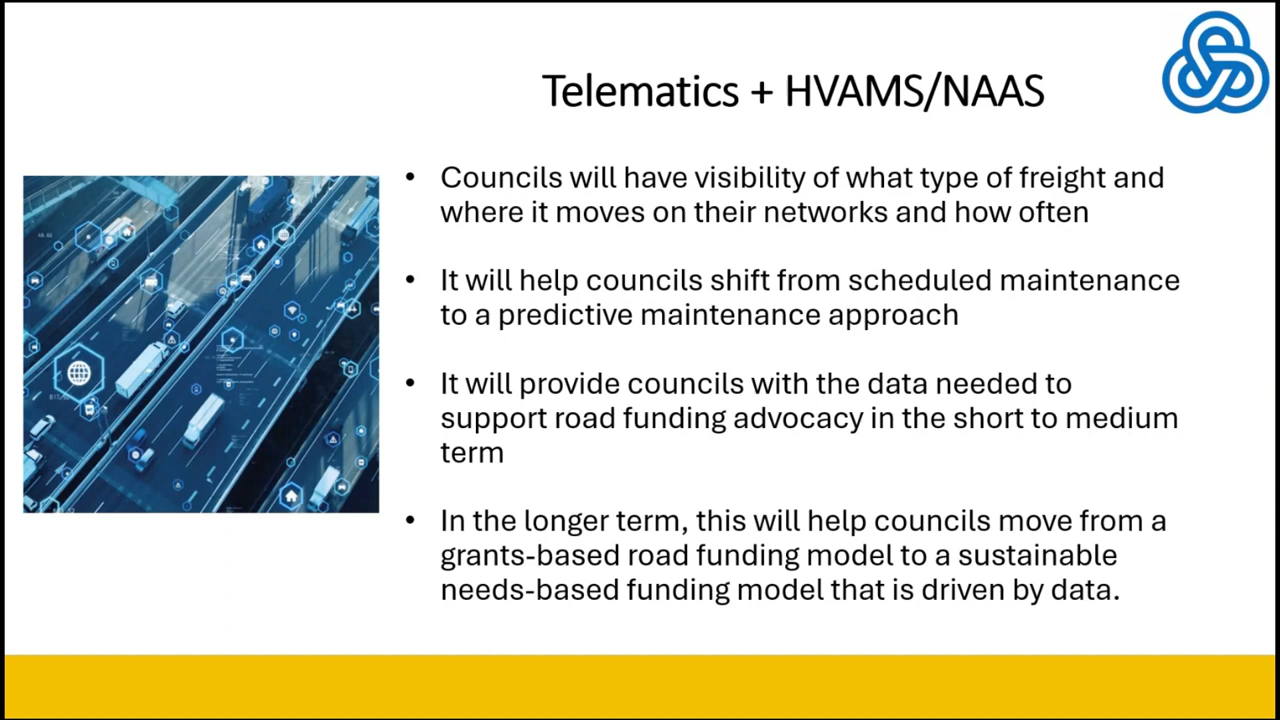 Telematics + HVAMS/NAAS
• Councils will have visibility of what type of freight and
where it moves on their networks and how often
• It will help councils shift from scheduled maintenance
to a predictive maintenance approach
• It will provide councils with the data needed to
support road funding advocacy in the short to medium
term
• In the longer term, this will help councils move from a
grants-based road funding model to a sustainable
needs-based funding model that is driven by data.